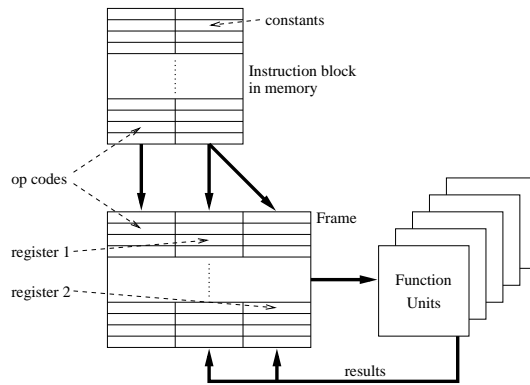 constants
Instruction block
in memory
op codes
Frame
register 1
register 2
Function
Units
results